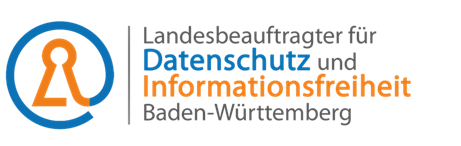 Landesbeauftragter für
Datenschutz und
Informationsfreiheit
Baden-Württemberg